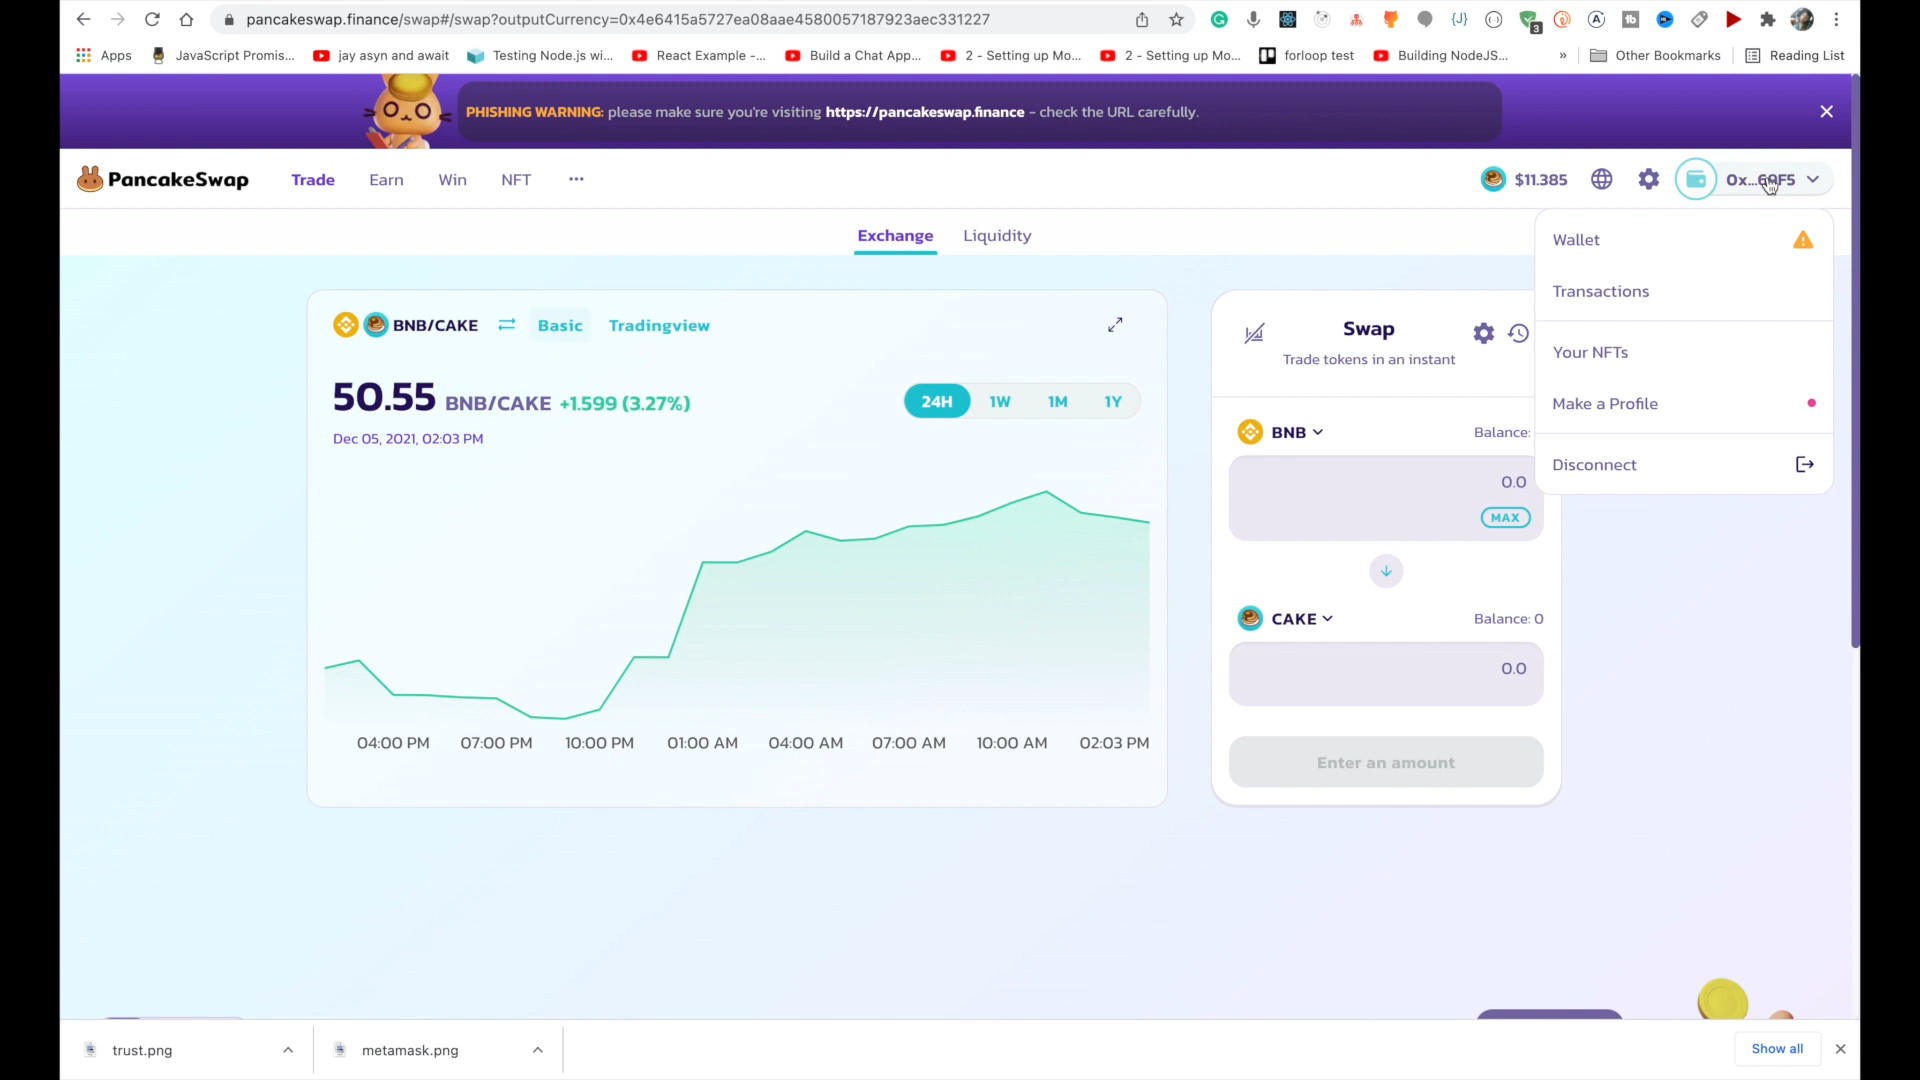 pancakeswap.finance/swap#/swap?outputCurrency=0x4e6415a5727ea08aae4580057187923aec331227
3
Apps
JavaScript Promis...
jay asyn and await
Testing Node.js wi...
React Example -...
Build a Chat App...
2 - Setting up Mo...
2 - Setting up Mo...
forloop test
Building NodeJS...
»
Other Bookmarks
Reading List
PHISHING WARNING: please make sure you're visiting https://pancakeswap.finance - check the URL carefully.
PancakeSwap
Trade
Earn
Win
NFT
$11.385
Exchange
Liquidity
Wallet
Transactions
Your NFTs
Make a Profile
Disconnect
BNB/CAKE
Basic
Tradingview
50.55 BNB/CAKE +1.599 (3.27%)
Dec 05, 2021, 02:03 PM
24H
1W
1M
1Y
04:00 PM
07:00 PM
10:00 PM
01:00 AM
04:00 AM
07:00 AM
10:00 AM
02:03 PM
Swap
Trade tokens in an instant
BNB
Balance:
0.0
MAX
CAKE
Balance: 0
0.0
Enter an amount
trust.png
metamask.png
Show all